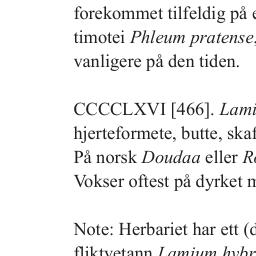 forekommet tilfeldig på
timotei Phleum pratense,
vanligere på den tiden.
CCCCLXVI [466]. Lami
hjerteformete, butte, skaf
På norsk Doudaa eller R
Vokser oftest på dyrket
Note: Herbariet har ett (d
fliktvetann Lamium hybr